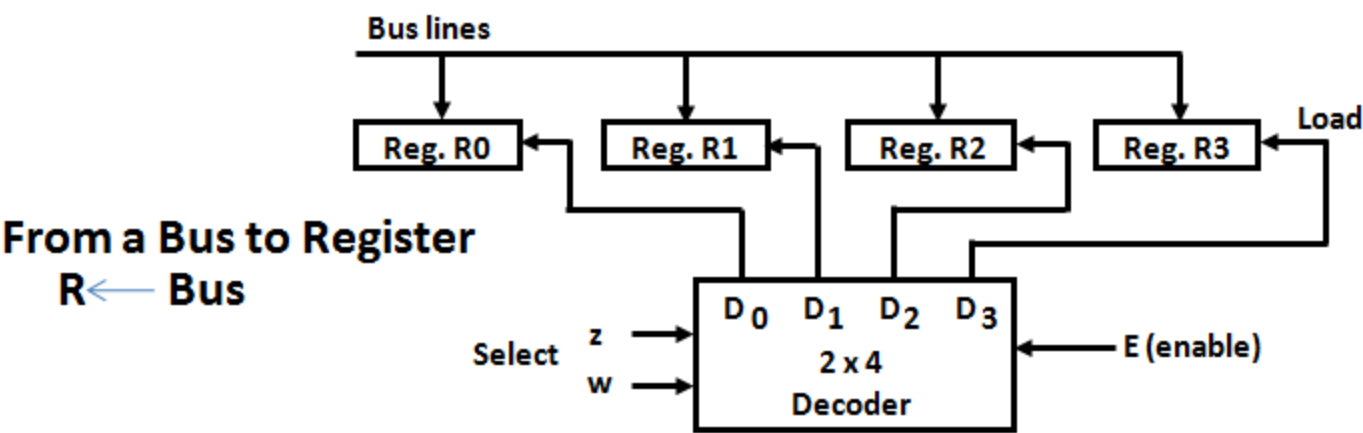 Bus lines
Load
Reg. R0 Reg. R1 Reg. R2 Reg. R3
From a Bus to Register
R ← Bus
D0 D1 D2 D3
Select z
w
2 x 4
Decoder
E (enable)